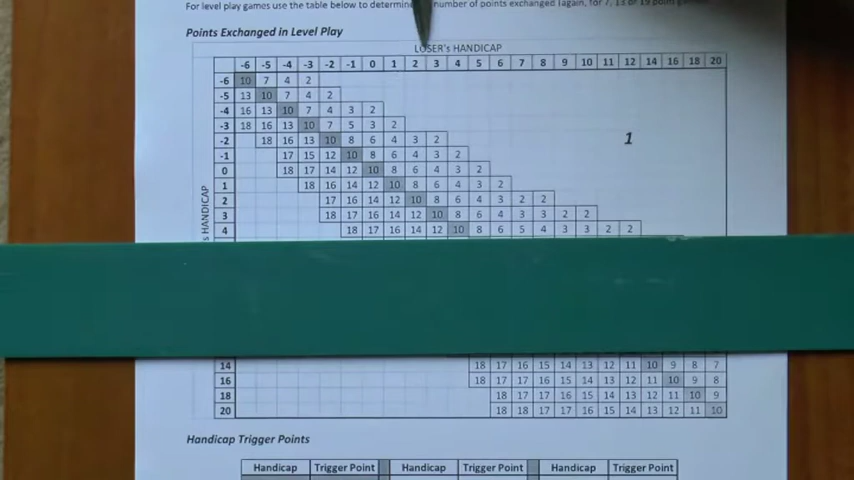 For level play games use the table below to determine number of points exchanged (again, for 7, 13 or 19 point
Points Exchanged in Level Play
LOSER's HANDICAP
-6 -5 -4 -3 -2 -1 0 1 2 3 4 5 6 7 8 9 10 11 12 14 16 18 20
-6 10 7 4 2
-5 13 10 7 4 2
-4 16 13 10 7 4 3 2
-3 18 16 13 10 7 5 3 2
-2 18 16 13 10 8 6 4 3 2
1
-1 17 15 12 10 8 6 4 3 2
0 18 17 14 12 10 8 6 4 3 2
1 18 16 14 12 10 8 6 4 3 2
2 17 16 14 12 10 8 6 4 3 2 2
3 18 17 16 14 12 10 8 6 4 3 3 2 2
4 18 17 16 14 12 10 8 6 5 4 3 3 2 2
s HANDICAP
14 18 17 16 15 14 13 12 11 10 9 8 7
16 18 17 17 16 15 14 13 12 11 10 9 8
18 18 17 17 16 15 14 13 12 11 10 9
20 18 18 17 17 16 15 14 13 12 11 10
Handicap Trigger Points
Handicap Trigger Point Handicap Trigger Point Handicap Trigger Point